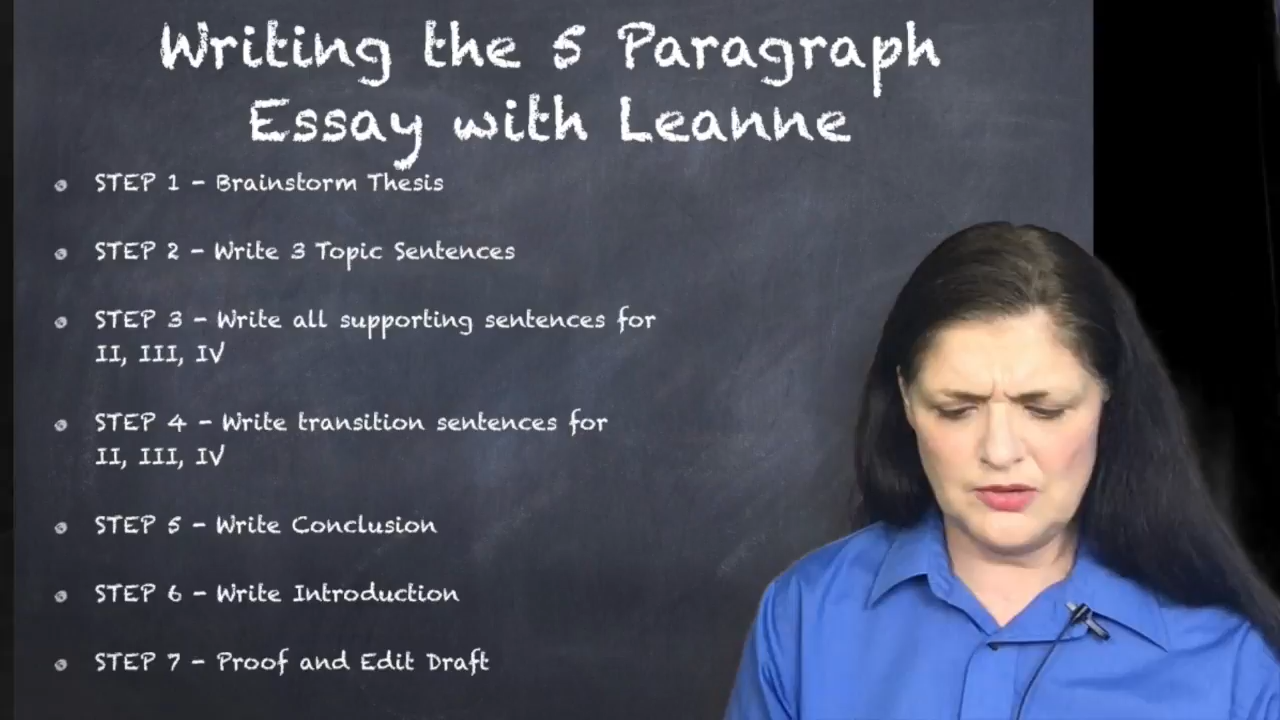 Writing the 5 Paragraph
Essay with Leanne
STEP 1 - Brainstorm Thesis
STEP 2 - Write 3 Topic Sentences
STEP 3 - Write all supporting sentences for
II, III, IV
STEP 4 - Write transition sentences for
II, III, IV
STEP 5 - Write Conclusion
STEP 6 - Write Introduction
STEP 7 - Proof and Edit Draft